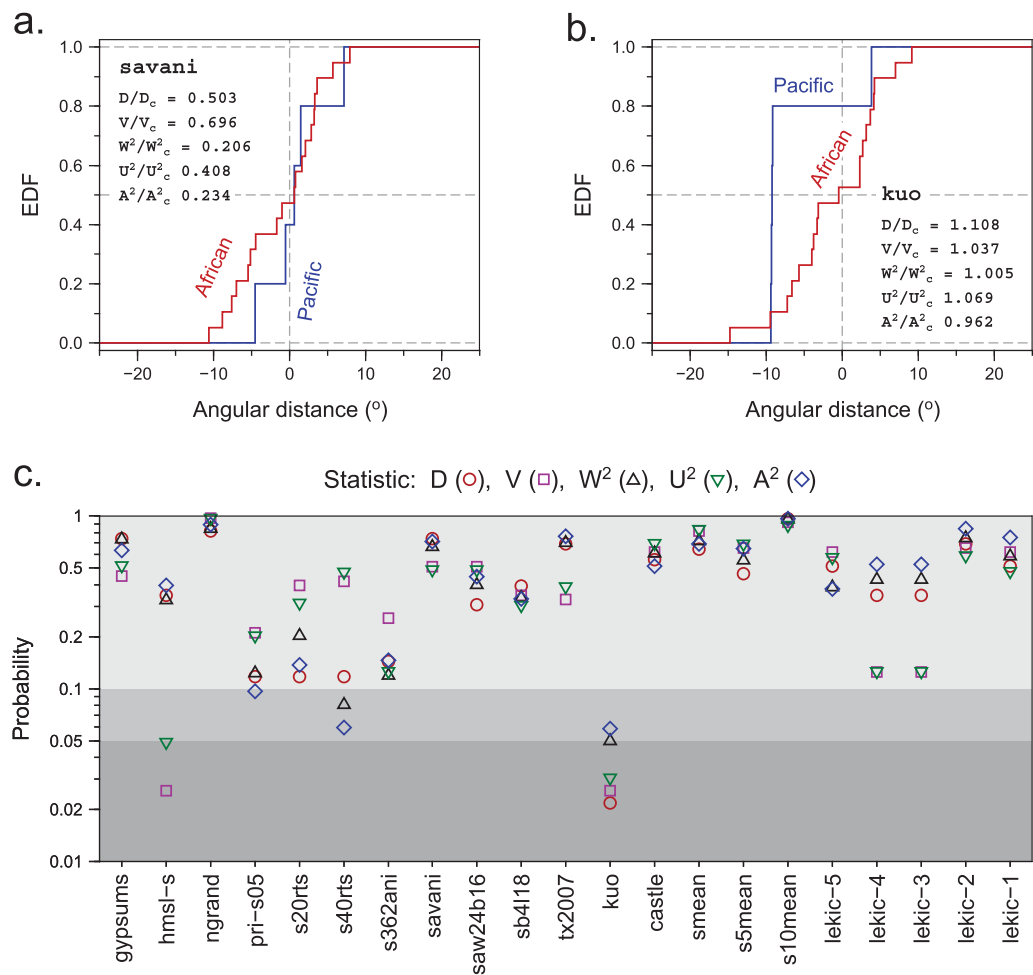 a.
savani
D/Dc = 0.503
V/Vc = 0.696
W²/W²c = 0.206
U²/U²c 0.408
A²/A²c 0.234
African
Pacific
1.0
0.8
0.6
0.4
0.2
0.0
EDF
−20
−10
0
10
20
Angular distance (°)
b.
Pacific
African
kuo
D/Dc = 1.108
V/Vc = 1.037
W²/W²c = 1.005
U²/U²c 1.069
A²/A²c 0.962
1.0
0.8
0.6
0.4
0.2
0.0
EDF
−20
−10
0
10
20
Angular distance (°)
c.
Statistic: D (○), V (□), W² (△), U² (▽), A² (◇)
1
0.5
0.2
0.1
0.05
0.02
0.01
Probability
gypsums
hmsl−s
ngrand
pri−s05
s20rts
s40rts
s362ani
savani
saw24b16
sb4l18
tx2007
kuo
castle
smean
s5mean
s10mean
lekic−5
lekic−4
lekic−3
lekic−2
lekic−1